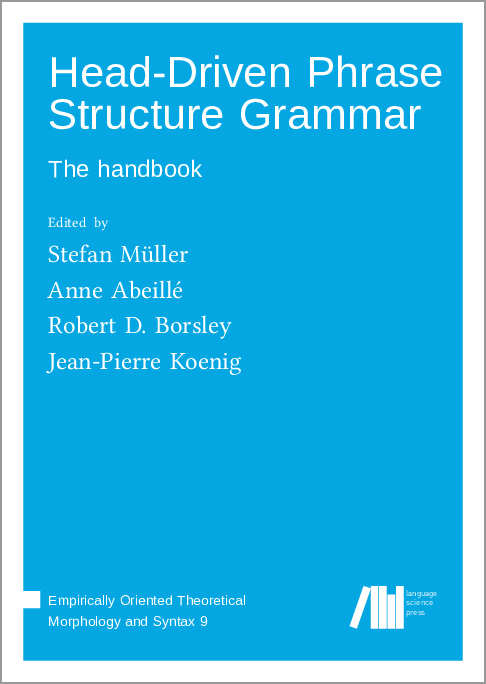 Head-Driven Phrase
Structure Grammar
The handbook
Edited by
Stefan Müller
Anne Abeillé
Robert D. Borsley
Jean-Pierre Koenig
Empirically Oriented Theoretical
Morphology and Syntax 9
language
science
press